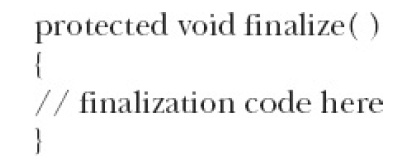 protected void finalize( )
{
// finalization code here
}